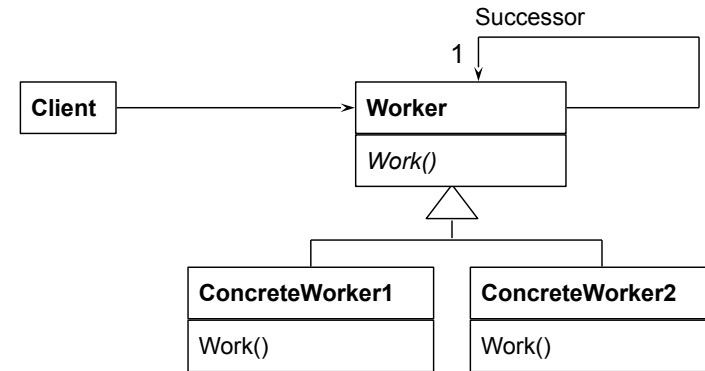 Successor
1
Client
Worker
Work()
ConcreteWorker1
ConcreteWorker2
Work()
Work()